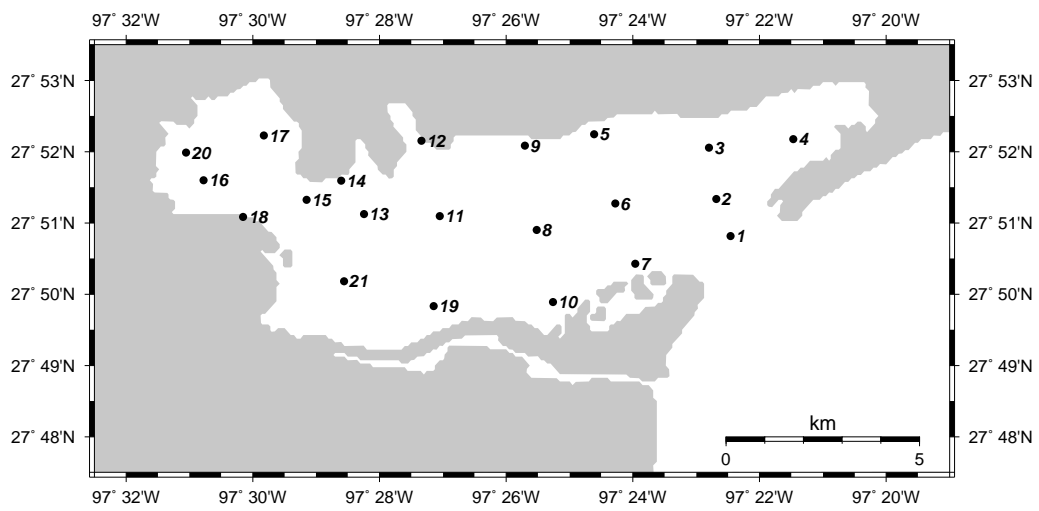 97° 32'W 97° 30'W 97° 28'W 97° 26'W 97° 24'W 97° 22'W 97° 20'W
27° 53'N 27° 53'N
5
17 12 4
9 3
27° 52'N 20 27° 52'N
16 14
15 2
6
13 11
27° 51'N 18 27° 51'N
8 1
7
21
27° 50'N 10 27° 50'N
19
27° 49'N 27° 49'N
km
27° 48'N 27° 48'N
0 5
97° 32'W 97° 30'W 97° 28'W 97° 26'W 97° 24'W 97° 22'W 97° 20'W